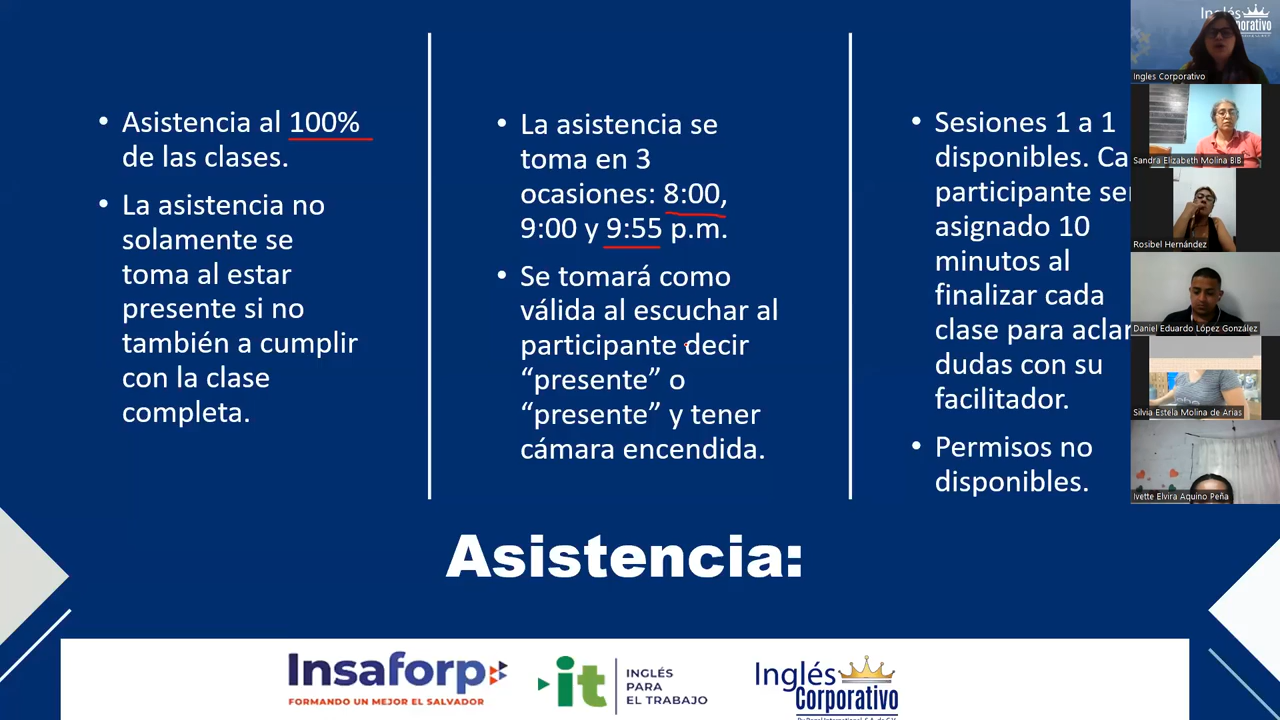 • Asistencia al 100%
de las clases.
• La asistencia no
solamente se
toma al estar
presente si no
también a cumplir
con la clase
completa.
• La asistencia se
toma en 3
ocasiones: 8:00,
9:00 y 9:55 p.m.
• Se tomará como
válida al escuchar al
participante decir
“presente” o
“presente” y tener
cámara encendida.
• Sesiones 1 a 1
disponibles. Ca
participante ser
asignado 10
minutos al
finalizar cada
clase para aclar
dudas con su
facilitador.
• Permisos no
disponibles.
Asistencia:
Insaforp
FORMANDO UN MEJOR EL SALVADOR
it
INGLÉS
PARA
EL TRABAJO
Inglés
Corporativo
Ingles Corporativo
Sandra Elizabeth Molina BIB
Rosibel Hernández
Daniel Eduardo López González
Silvia Estela Molina de Arias
Ivette Elvira Aquino Peña